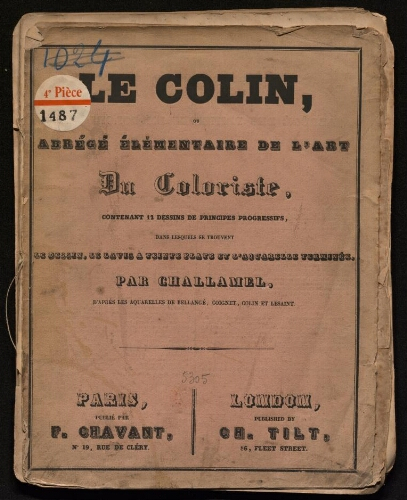 1024
4e Pièce
1487
LE COLIN,
OU
ABRÉGÉ ÉLÉMENTAIRE DE L'ART
Du Coloriste,
CONTENANT 12 DESSINS DE PRINCIPES PROGRESSIFS,
DANS LESQUELS SE TROUVENT
LE DESSIN, LE LAVIS A TEINTE PLATE ET L'AQUARELLE TERMINÉE,
PAR CHALLAMEL,
D'APRÈS LES AQUARELLES DE BELLANGÉ, COIGNET, COLIN ET LESAINT
5305
PARIS,
PUBLIÉ PAR
F. CHAVANT,
N° 19, RUE DE CLÉRY.
LONDON,
PUBLISHED BY
CH. TILT,
86, FLEET STREET.